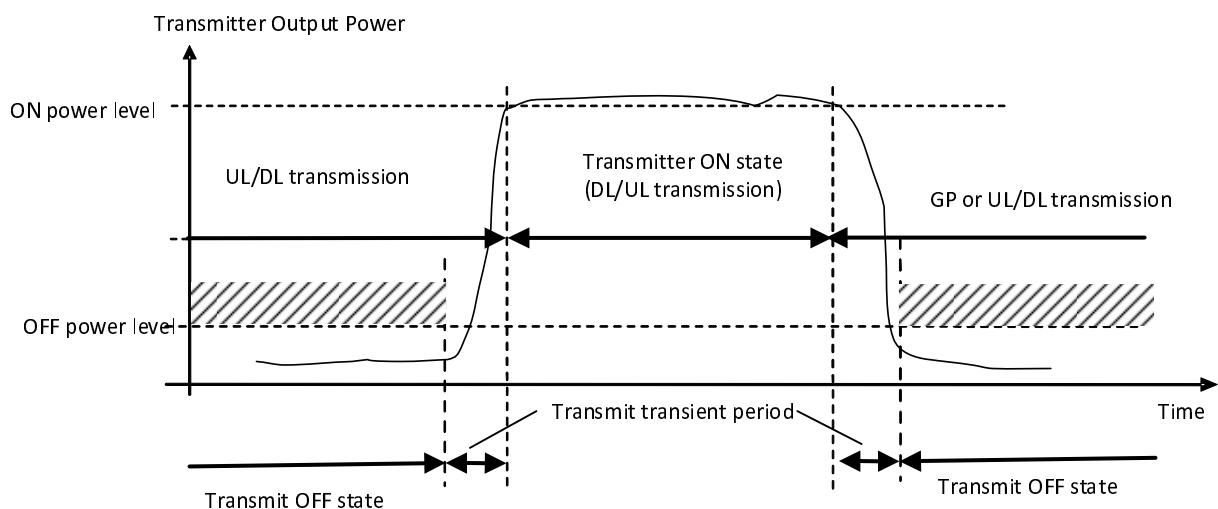 Transmitter Output Power
ON power level
UL/DL transmission
Transmitter ON state
(DL/UL transmission)
GP or UL/DL transmission
OFF power level
Transmit transient period
Time
Transmit OFF state
Transmit OFF state